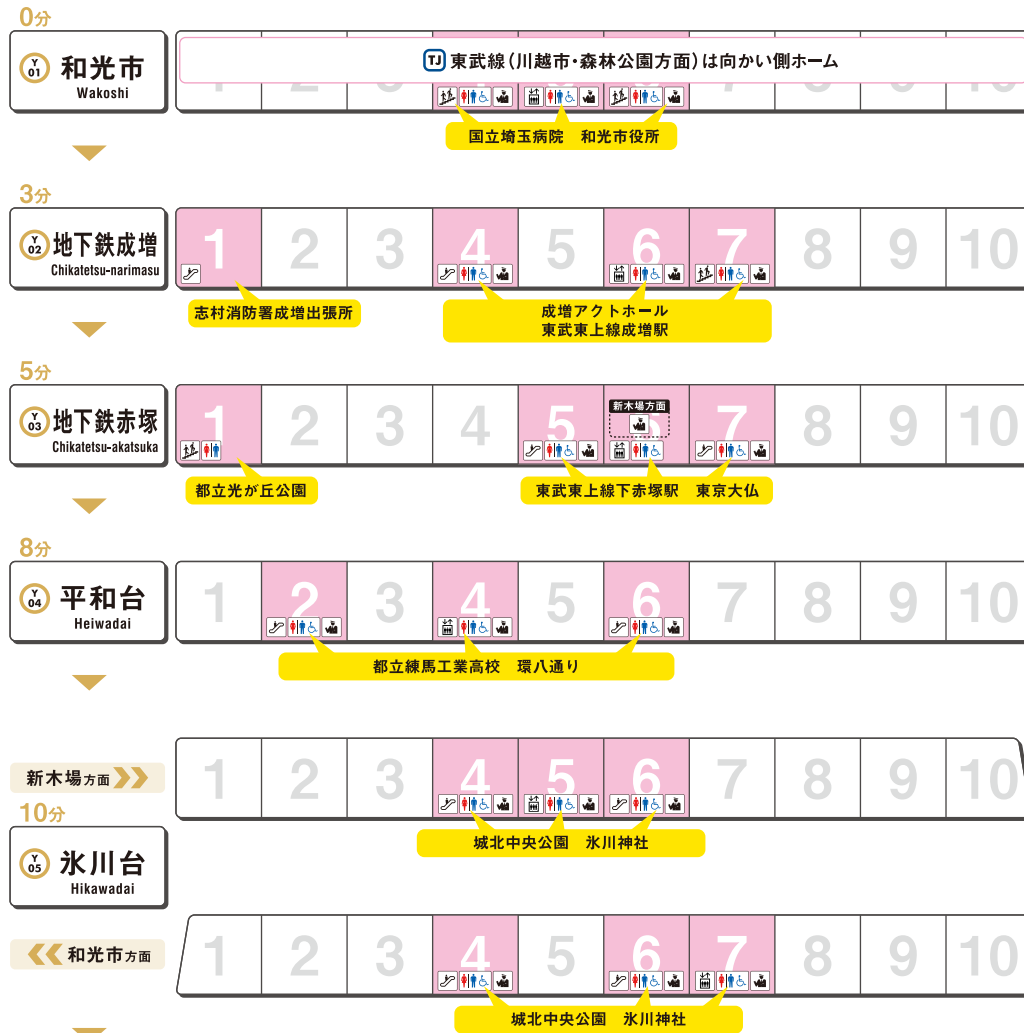 0分
Y
01
和光市
Wakoshi
TJ 東武線(川越市・森林公園方面)は向かい側ホーム
国立埼玉病院 和光市役所
3分
Y
02
地下鉄成増
Chikatetsu-narimasu
1 2 3 4 5 6 7 8 9 10
志村消防署成増出張所
成増アクトホール
東武東上線成増駅
5分
Y
03
地下鉄赤塚
Chikatetsu-akatsuka
1 2 3 4 5 6 7 8 9 10
新木場方面
都立光が丘公園
東武東上線下赤塚駅 東京大仏
8分
Y
04
平和台
Heiwadai
1 2 3 4 5 6 7 8 9 10
都立練馬工業高校 環八通り
新木場方面
1 2 3 4 5 6 7 8 9 10
城北中央公園 氷川神社
10分
Y
05
氷川台
Hikawadai
和光市方面
1 2 3 4 5 6 7 8 9 10
城北中央公園 氷川神社